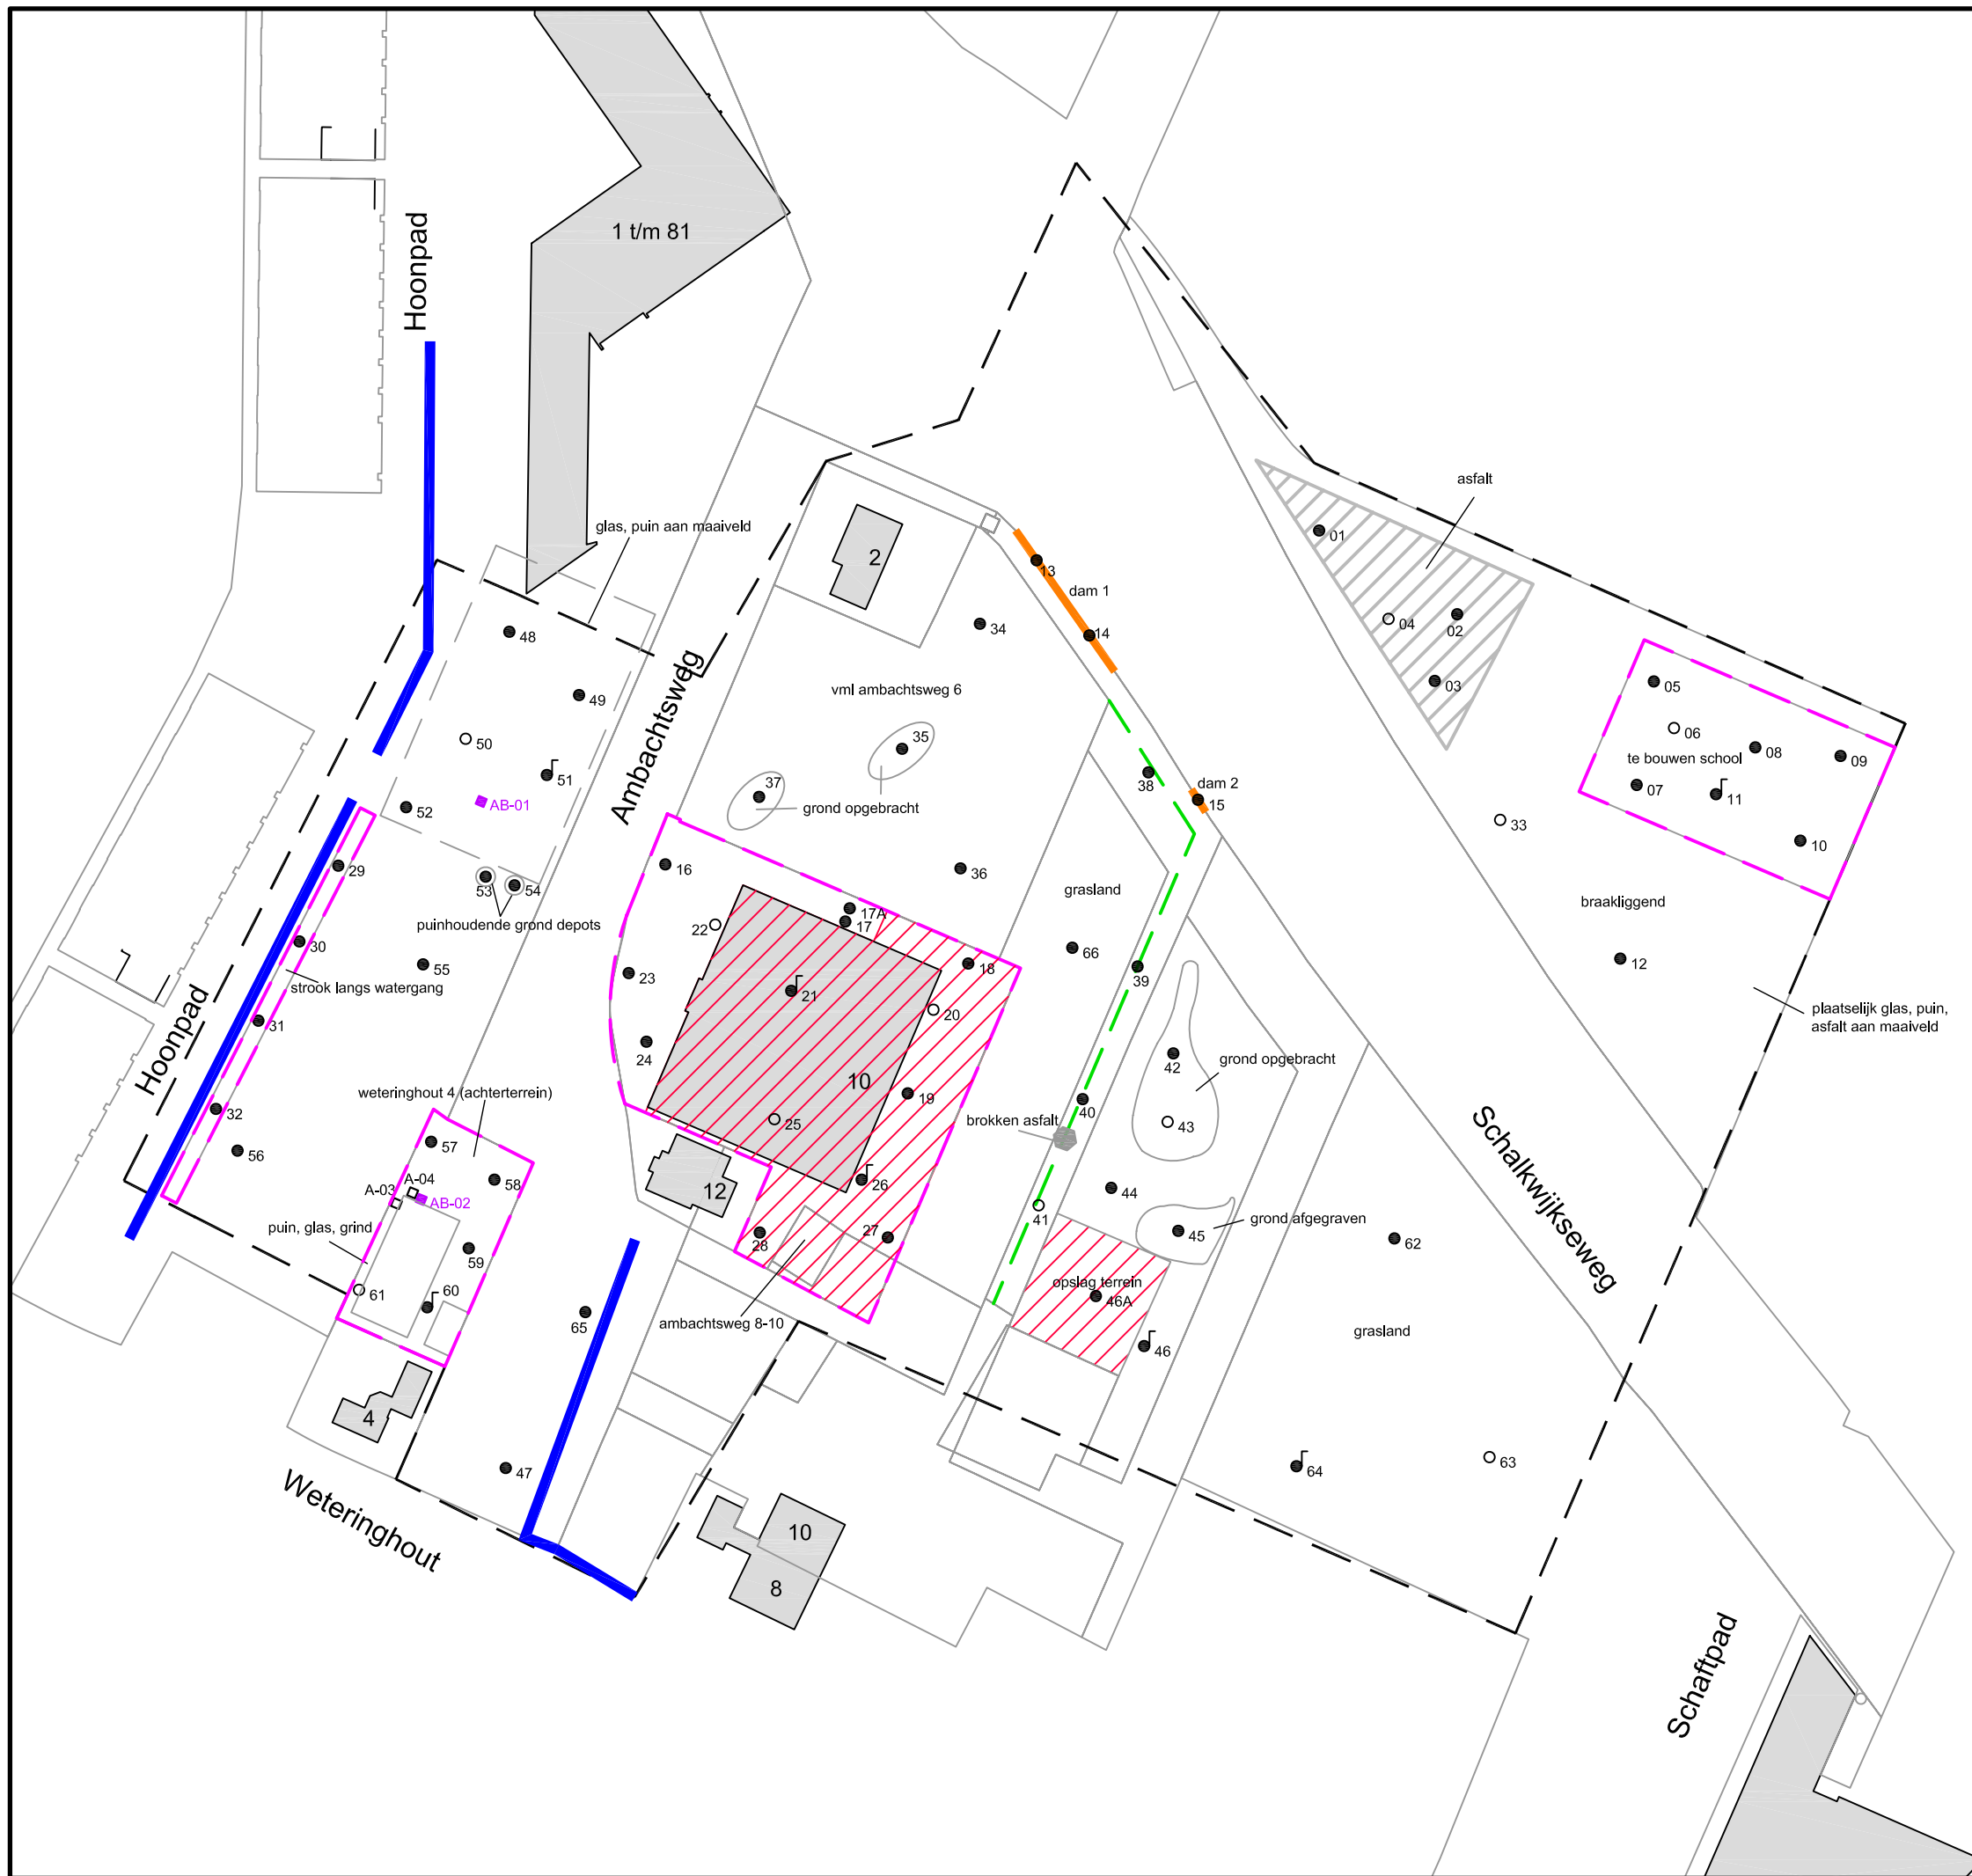 1 t/m 81
Hoonpad
asfalt
glas, puin aan maaiveld
01
2
13
dam 1
04
02
34
14
48
03
05
vml ambachtsweg 6
49
06
08
09
50
35
te bouwen school
Ambachtsweg
51
38
dam 2
07
11
37
15
52
AB-01
grond opgebracht
33
10
29
16
36
53
54
grasland
braakliggend
17A
17
puinhoudende grond depots
22
30
66
12
55
18
23
39
strook langs watergang
21
20
plaatselijk glas, puin,
asfalt aan maaiveld
31
24
42
grond opgebracht
Hoonpad
10
19
weteringhout 4 (achterterrein)
40
32
25
brokken asfalt
43
57
56
58
26
44
A-04
A-03
AB-02
12
41
Schalkwijkseweg
puin, glas, grind
28
27
45
grond afgegraven
62
59
opslag terrein
46A
61
60
65
ambachtsweg 8-10
grasland
46
4
47
64
63
Weteringhout
10
8
Schaftpad